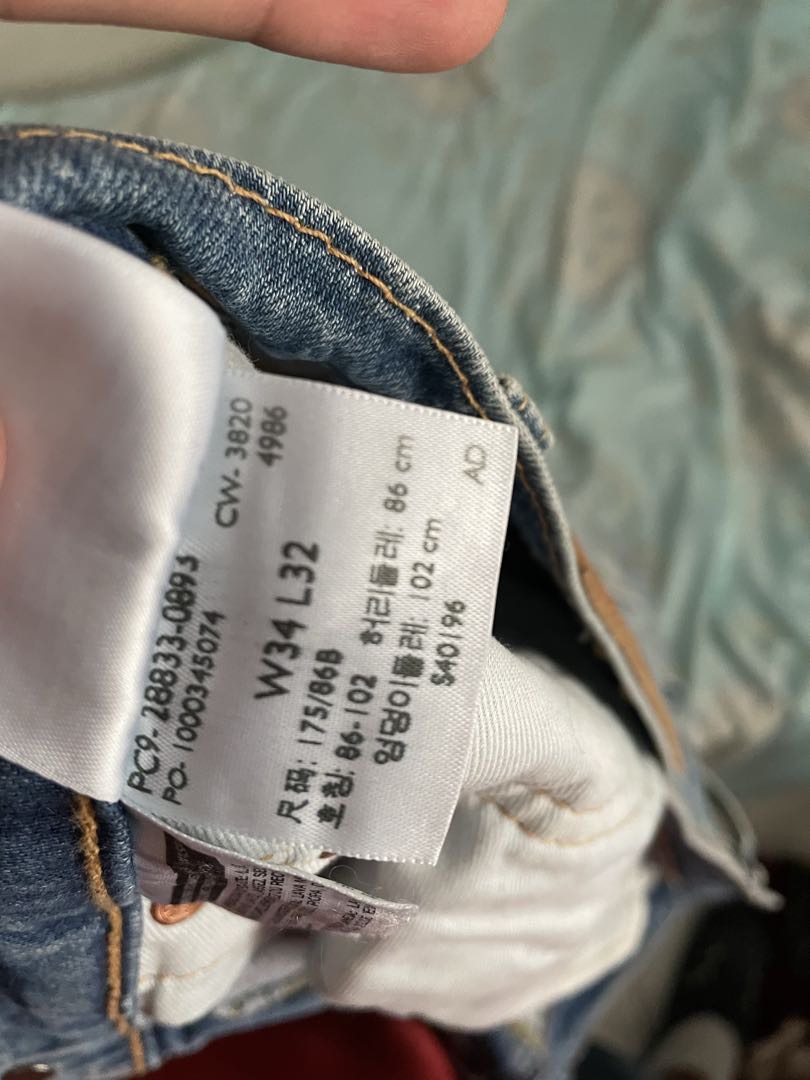 PC9-28833-0893
PO-1000345074
CW-3820
4986
W34 L32
尺码: 175/86B
호칭: 86-102 허리둘레: 86 cm
엉덩이둘레: 102 cm
S40196
AD